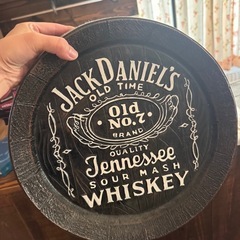 JACK DANIEL'S
OLD TIME
Old
No. 7
BRAND
QUALITY
Tennessee
SOUR MASH
WHISKEY